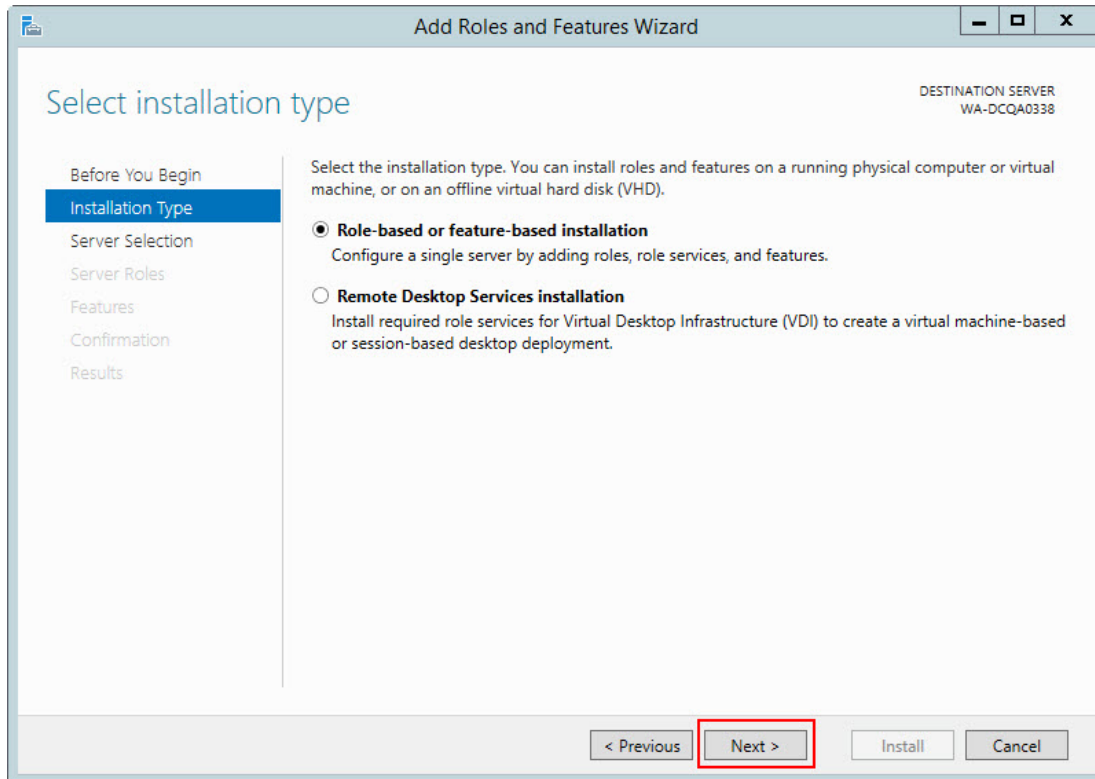 Add Roles and Features Wizard
Select installation type
DESTINATION SERVER
WA-DCQA0338
Before You Begin
Installation Type
Server Selection
Server Roles
Features
Confirmation
Results
Select the installation type. You can install roles and features on a running physical computer or virtual
machine, or on an offline virtual hard disk (VHD).
Role-based or feature-based installation
Configure a single server by adding roles, role services, and features.
Remote Desktop Services installation
Install required role services for Virtual Desktop Infrastructure (VDI) to create a virtual machine-based
or session-based desktop deployment.
< Previous
Next >
Install
Cancel